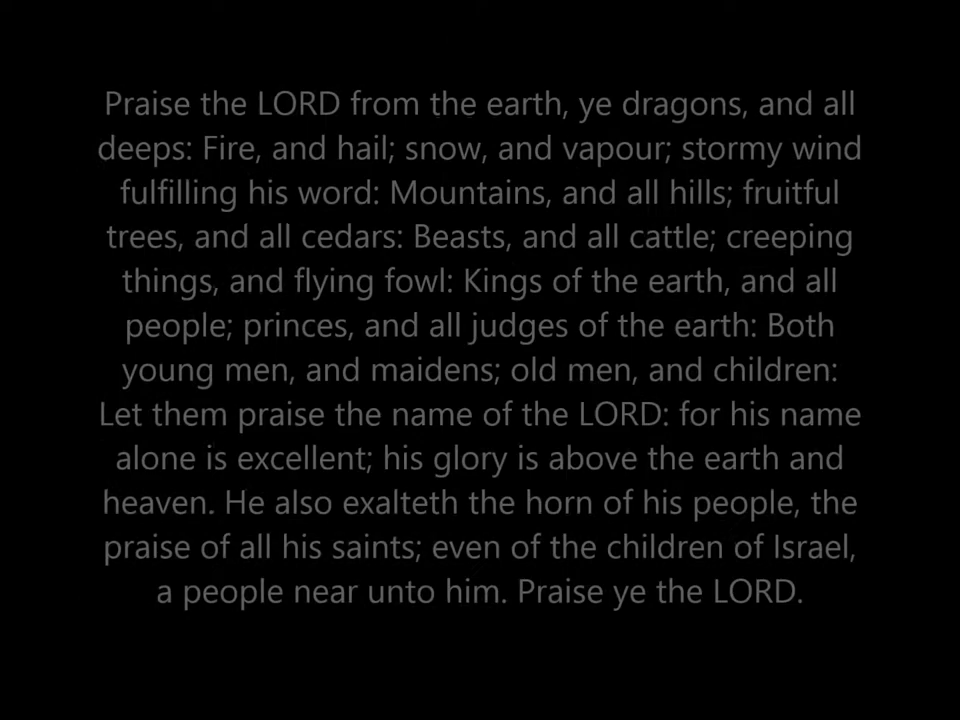 Praise the LORD from the earth, ye dragons, and all
deeps: Fire, and hail; snow, and vapour; stormy wind
fulfilling his word: Mountains, and all hills; fruitful
trees, and all cedars: Beasts, and all cattle; creeping
things, and flying fowl: Kings of the earth, and all
people; princes, and all judges of the earth: Both
young men, and maidens; old men, and children:
Let them praise the name of the LORD: for his name
alone is excellent; his glory is above the earth and
heaven. He also exalteth the horn of his people, the
praise of all his saints; even of the children of Israel,
a people near unto him. Praise ye the LORD.